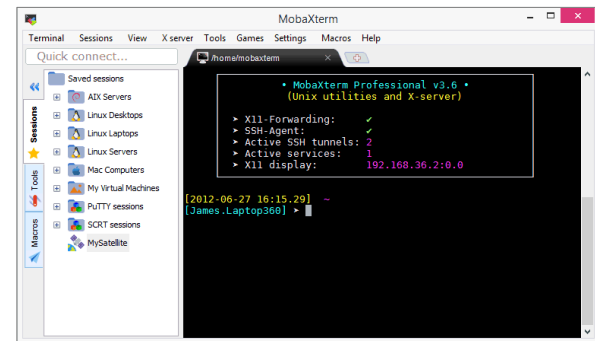 MobaXterm
Terminal Sessions View X server Tools Games Settings Macros Help
Quick connect...
/home/mobaxterm
Saved sessions
AIX Servers
Linux Desktops
Linux Laptops
Linux Servers
Mac Computers
My Virtual Machines
PuTTY sessions
SCRT sessions
MySatellite
Sessions
Tools
Macros
• MobaXterm Professional v3.6 •
(Unix utilities and X-server)
➤ X11-Forwarding: ✔
➤ SSH-Agent: ✔
➤ Active SSH tunnels: 2
➤ Active services: 1
➤ X11 display: 192.168.36.2:0.0
[2012-06-27 16:15.29] ~
[James.Laptop360] ➤